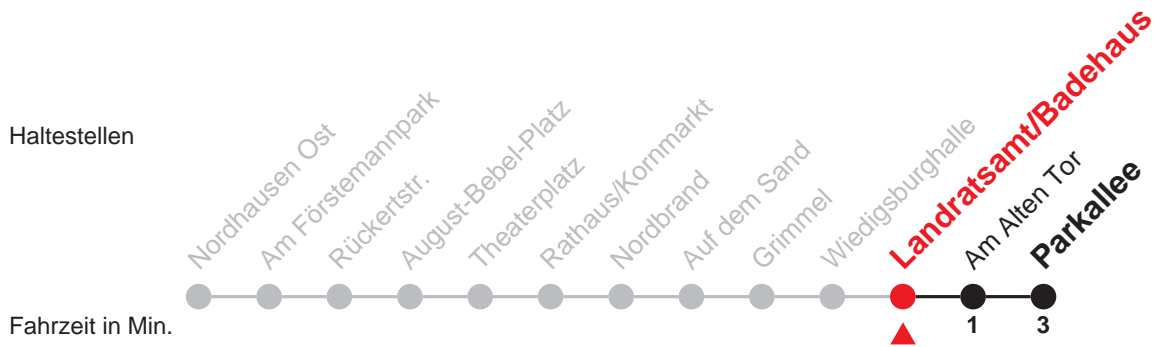 Haltestellen
Nordhausen Ost
Am Förstemannpark
Rückertstr.
August-Bebel-Platz
Theaterplatz
Rathaus/Kornmarkt
Nordbrand
Auf dem Sand
Grimmel
Wiedigsburghalle
Landratsamt/Badehaus
Am Alten Tor
Parkallee
Fahrzeit in Min.
1
3